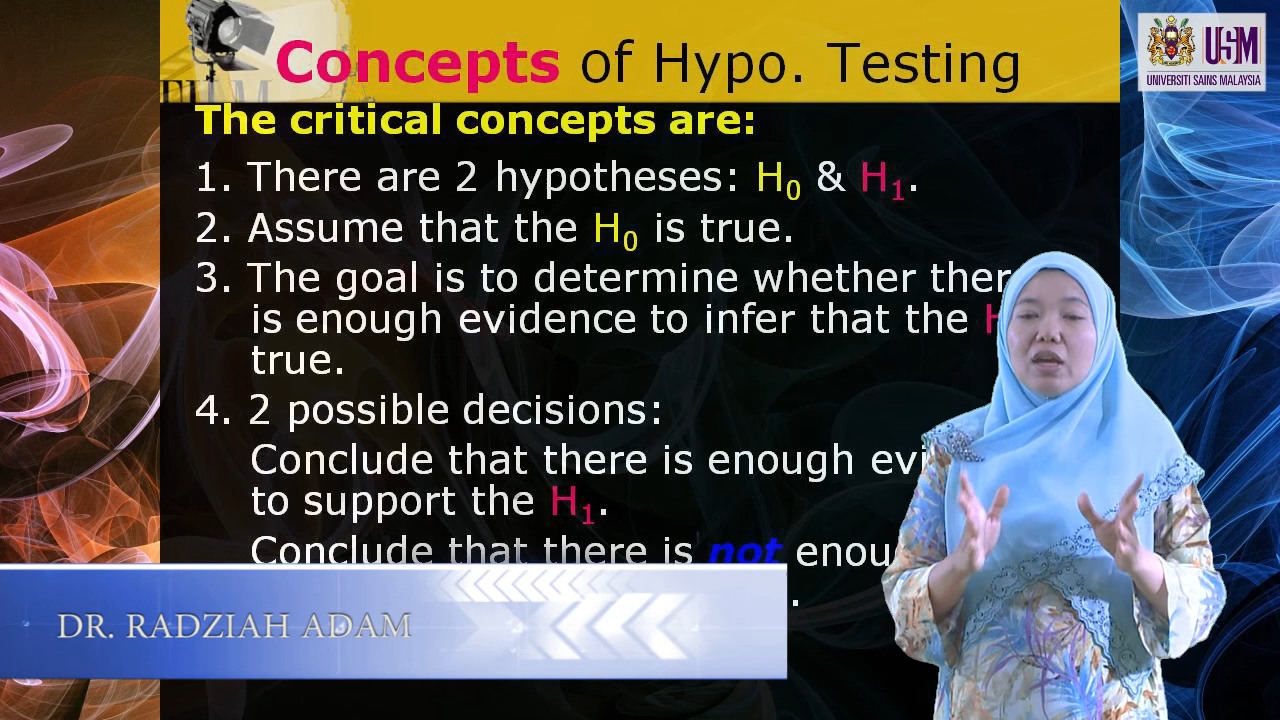 Concepts of Hypo. Testing
USM
UNIVERSITI SAINS MALAYSIA
The critical concepts are:
1. There are 2 hypotheses: H₀ & H₁.
2. Assume that the H₀ is true.
3. The goal is to determine whether ther
is enough evidence to infer that the H
true.
4. 2 possible decisions:
Conclude that there is enough evi
to support the H₁.
Conclude that there is not enou
.
DR. RADZIAH ADAM